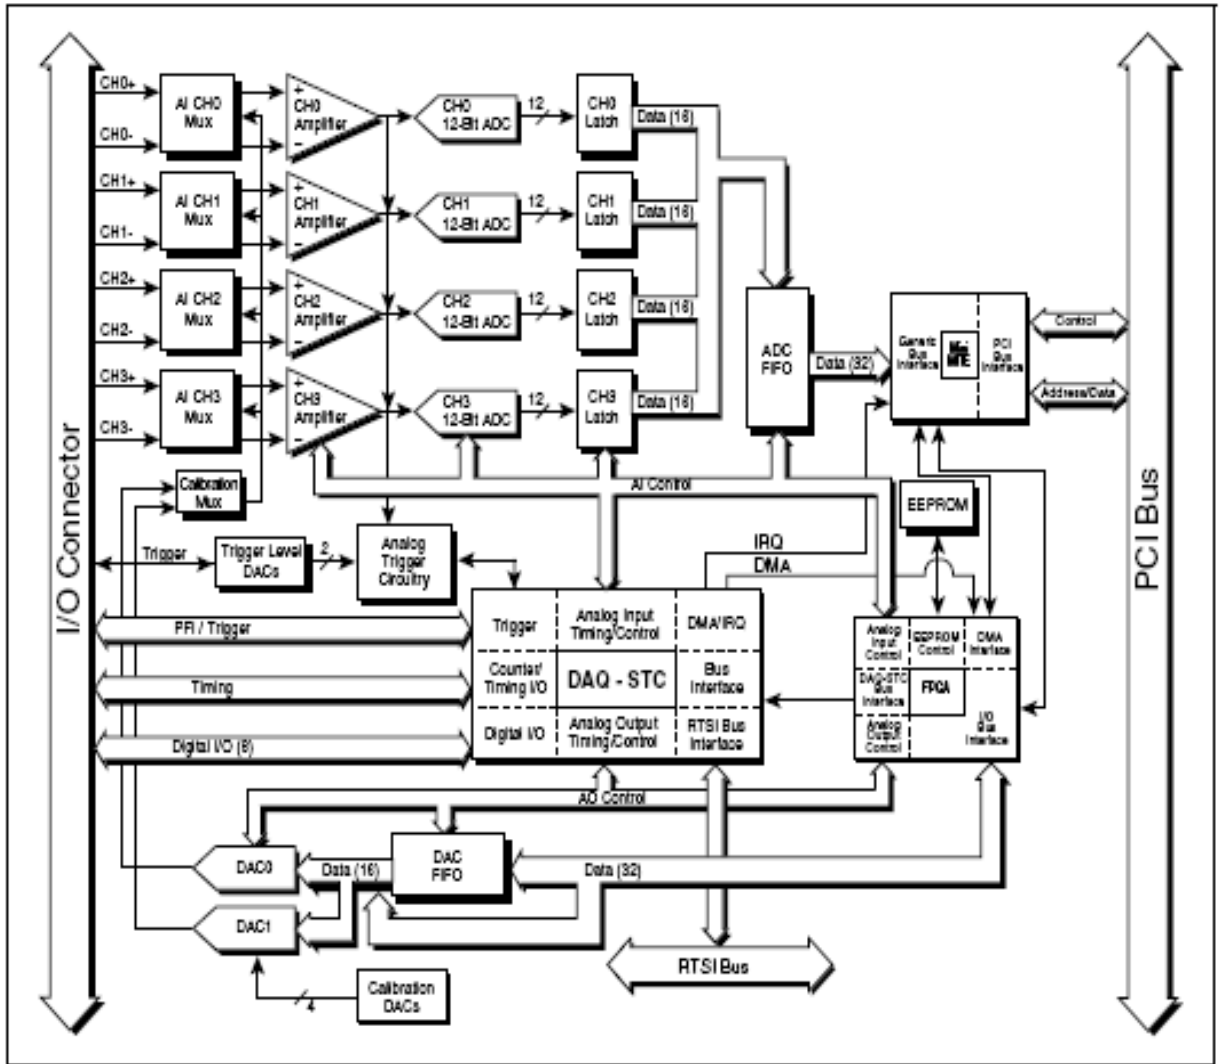 I/O Connector
PCI Bus
CH0+
CH0-
AI CH0
Mux
+
CH0
Amplifier
-
CH0
12-Bit ADC
12
CH0
Latch
Data (16)
CH1+
CH1-
AI CH1
Mux
+
CH1
Amplifier
-
CH1
12-Bit ADC
12
CH1
Latch
Data (16)
CH2+
CH2-
AI CH2
Mux
+
CH2
Amplifier
-
CH2
12-Bit ADC
12
CH2
Latch
Data (16)
CH3+
CH3-
AI CH3
Mux
+
CH3
Amplifier
-
CH3
12-Bit ADC
12
CH3
Latch
Data (16)
ADC
FIFO
Data (32)
Generic
Bus
Interface
Mini
MITE
PCI
Bus
Interface
Control
Address/Data
Calibration
Mux
AI Control
EEPROM
Trigger
Trigger Level
DACs
2
Analog
Trigger
Circuitry
IRQ
DMA
PFI / Trigger
Timing
Digital I/O (8)
Trigger
Analog Input
Timing/Control
DMA/IRQ
Counter/
Timing I/O
DAQ - STC
Bus
Interface
Digital I/O
Analog Output
Timing/Control
RTSI Bus
Interface
Analog
Input
Control
EEPROM
Control
DMA
Interface
DAQ-STC
Bus
Interface
FPGA
Analog
Output
Control
I/O
Bus
Interface
AO Control
DAC0
Data (16)
DAC
FIFO
Data (32)
DAC1
RTSI Bus
Calibration
DACs
4